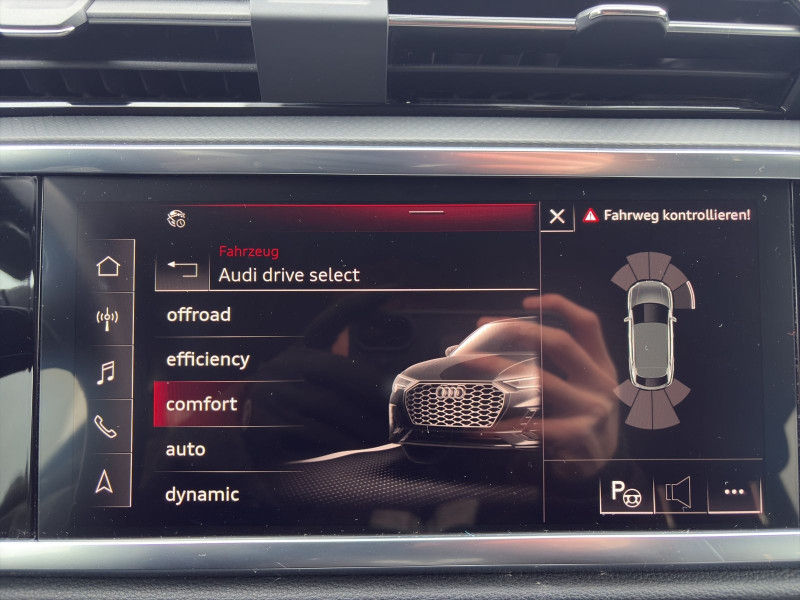 Fahrweg kontrollieren!
Fahrzeug
Audi drive select
offroad
efficiency
comfort
auto
dynamic
P